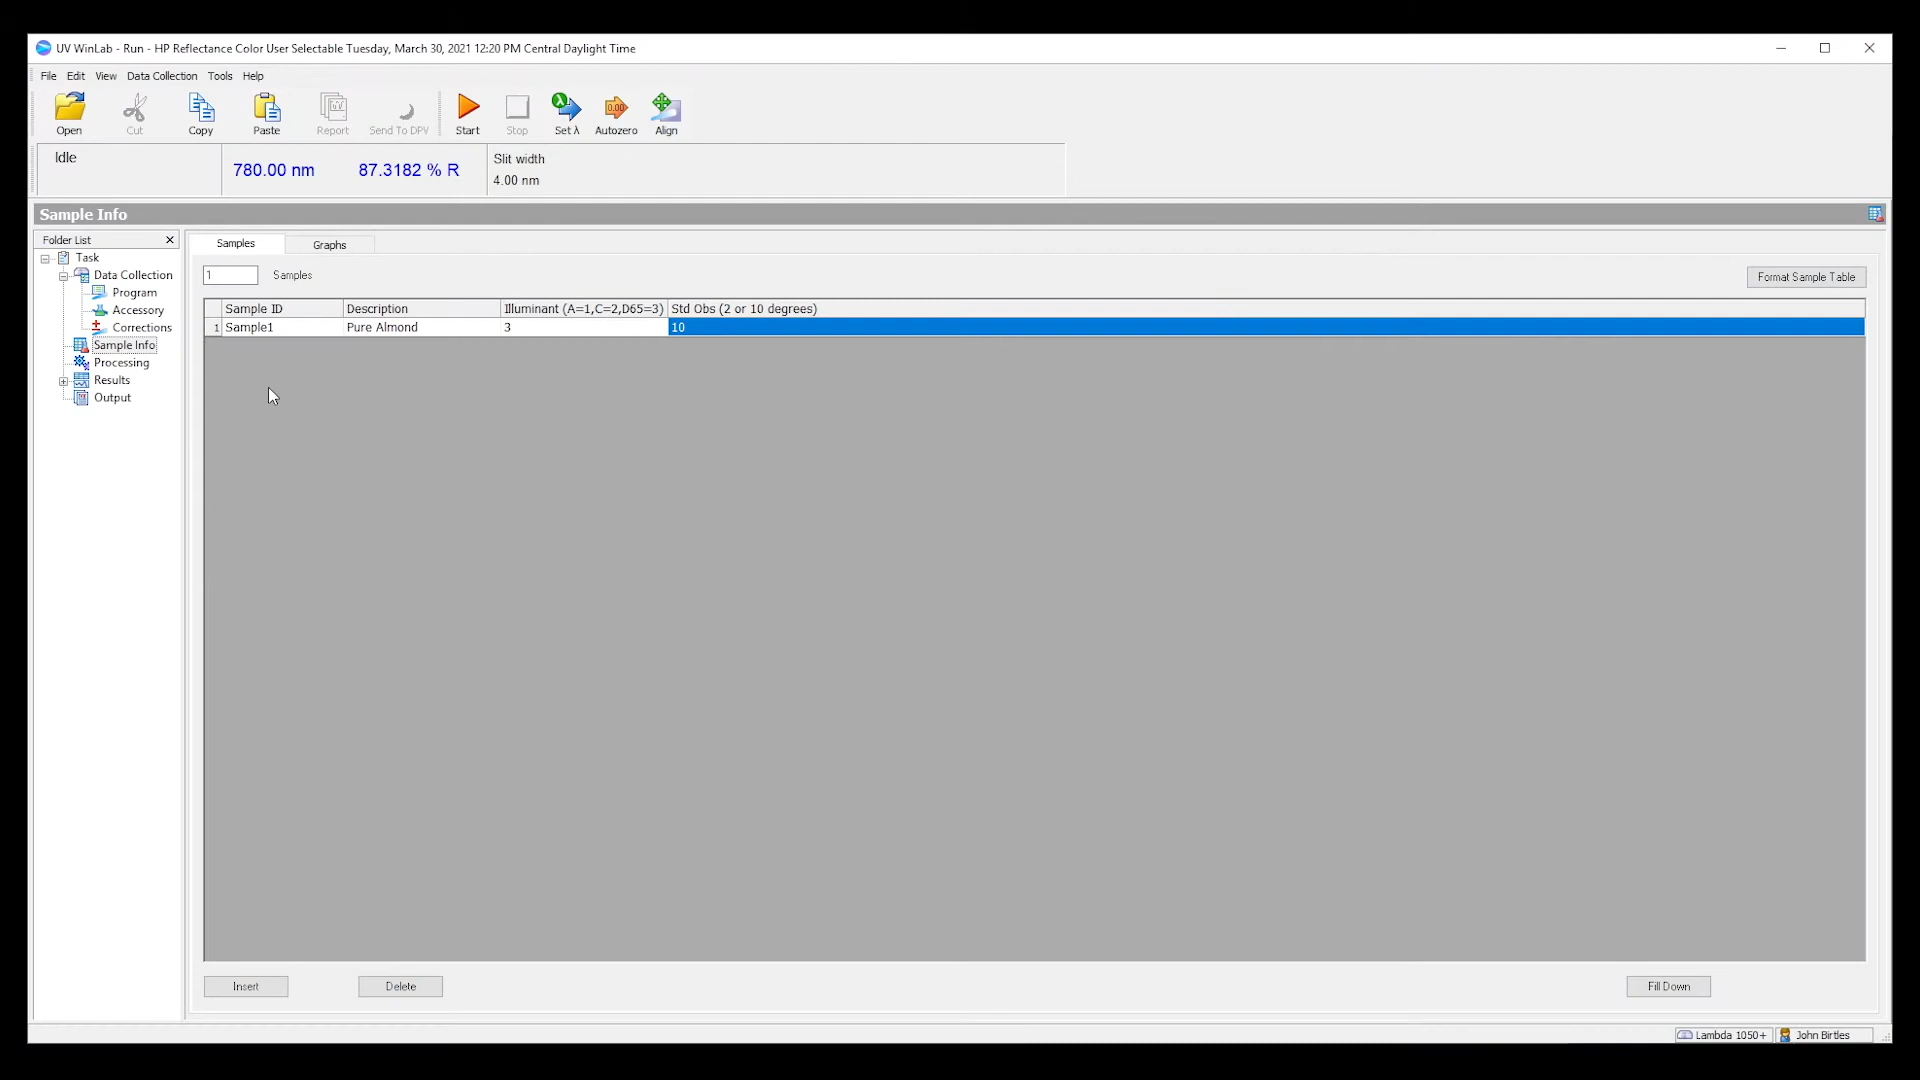 UV WinLab - Run - HP Reflectance Color User Selectable Tuesday, March 30, 2021 12:20 PM Central Daylight Time
File Edit View Data Collection Tools Help
Open Cut Copy Paste Report Send To DPV Start Stop Set λ Autozero Align
Idle
780.00 nm 87.3182 % R
Slit width
4.00 nm
Sample Info
Folder List
Task
Data Collection
Program
Accessory
Corrections
Sample Info
Processing
Results
Output
Samples Graphs
1 Samples
Format Sample Table
Sample ID Description Illuminant (A=1,C=2,D65=3) Std Obs (2 or 10 degrees)
1 Sample1 Pure Almond 3 10
Insert Delete Fill Down
Lambda 1050+ John Birtles